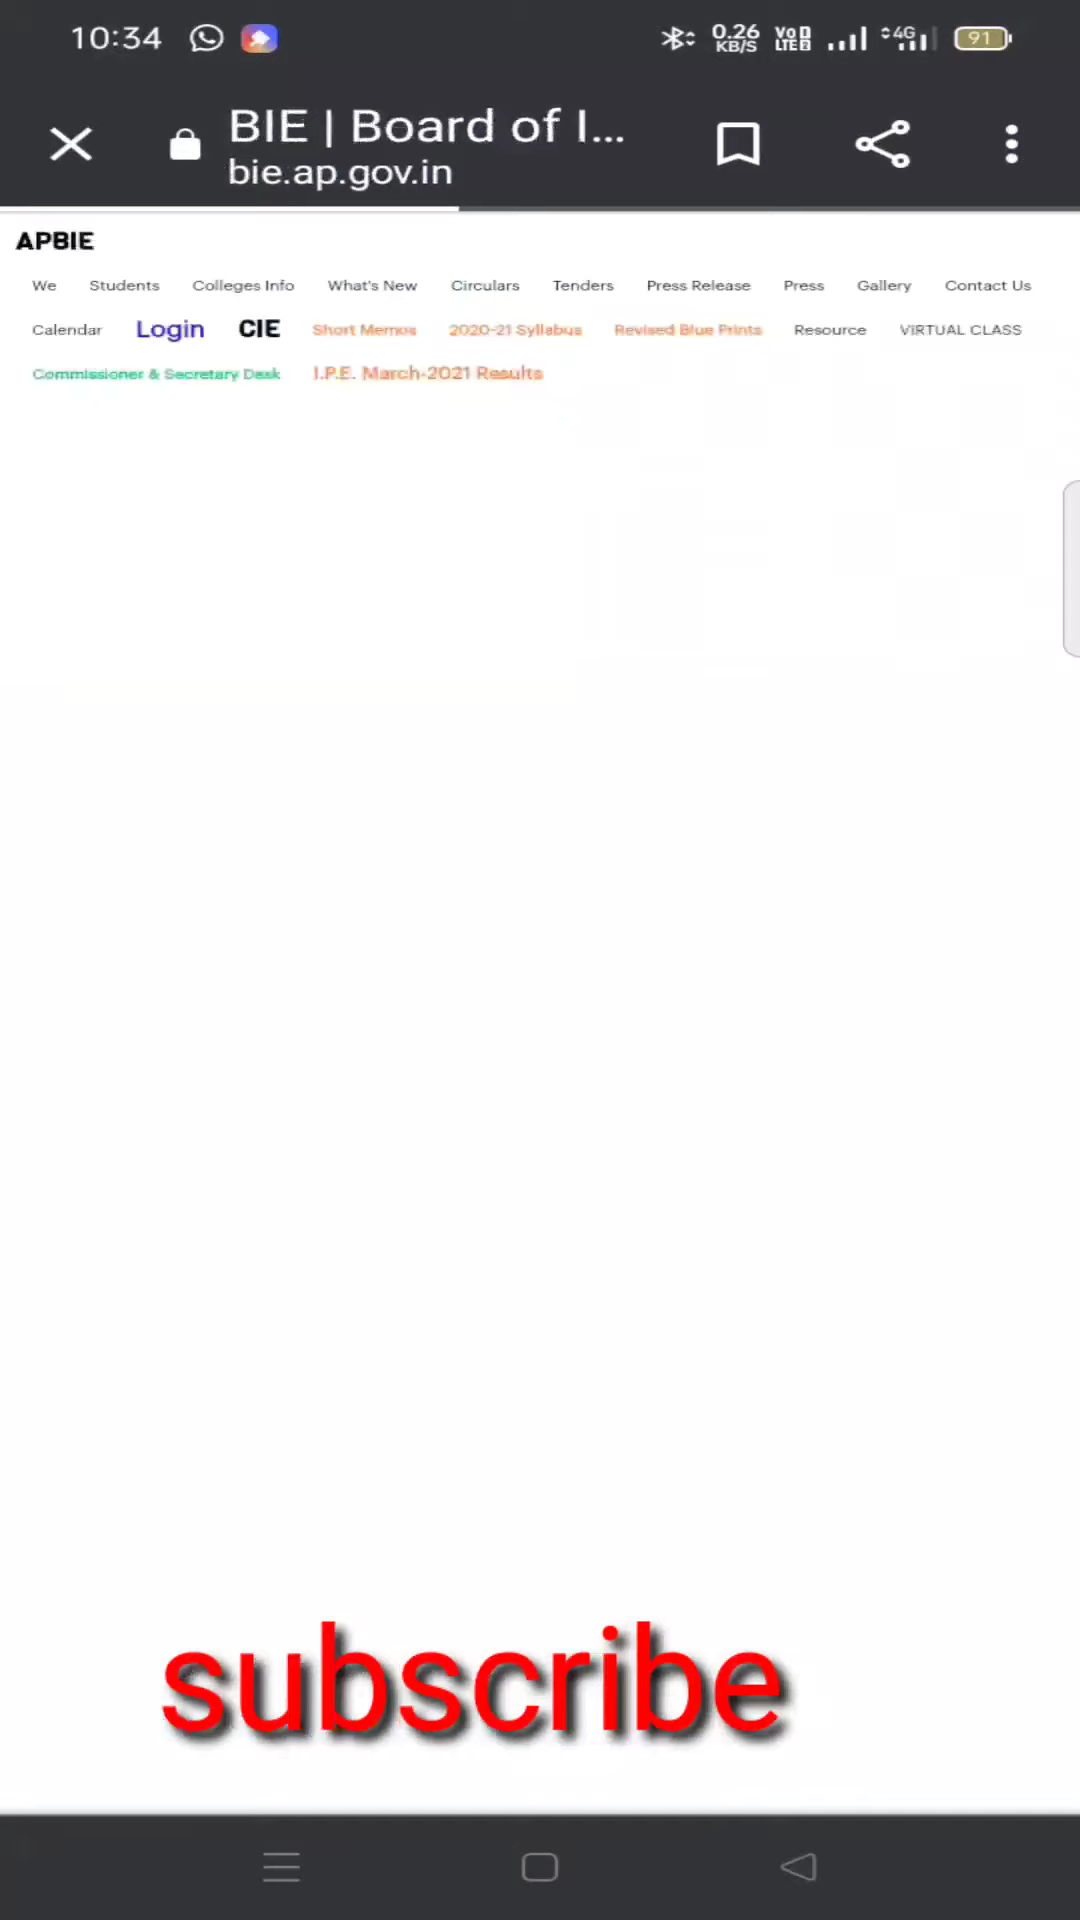 10:34 0.26 KB/S Vo LTE 4G 91
BIE | Board of I...
bie.ap.gov.in
APBIE
We Students Colleges Info What's New Circulars Tenders Press Release Press Gallery Contact Us
Calendar Login CIE Short Memos 2020-21 Syllabus Revised Blue Prints Resource VIRTUAL CLASS
Commissioner & Secretary Desk I.P.E. March-2021 Results
subscribe